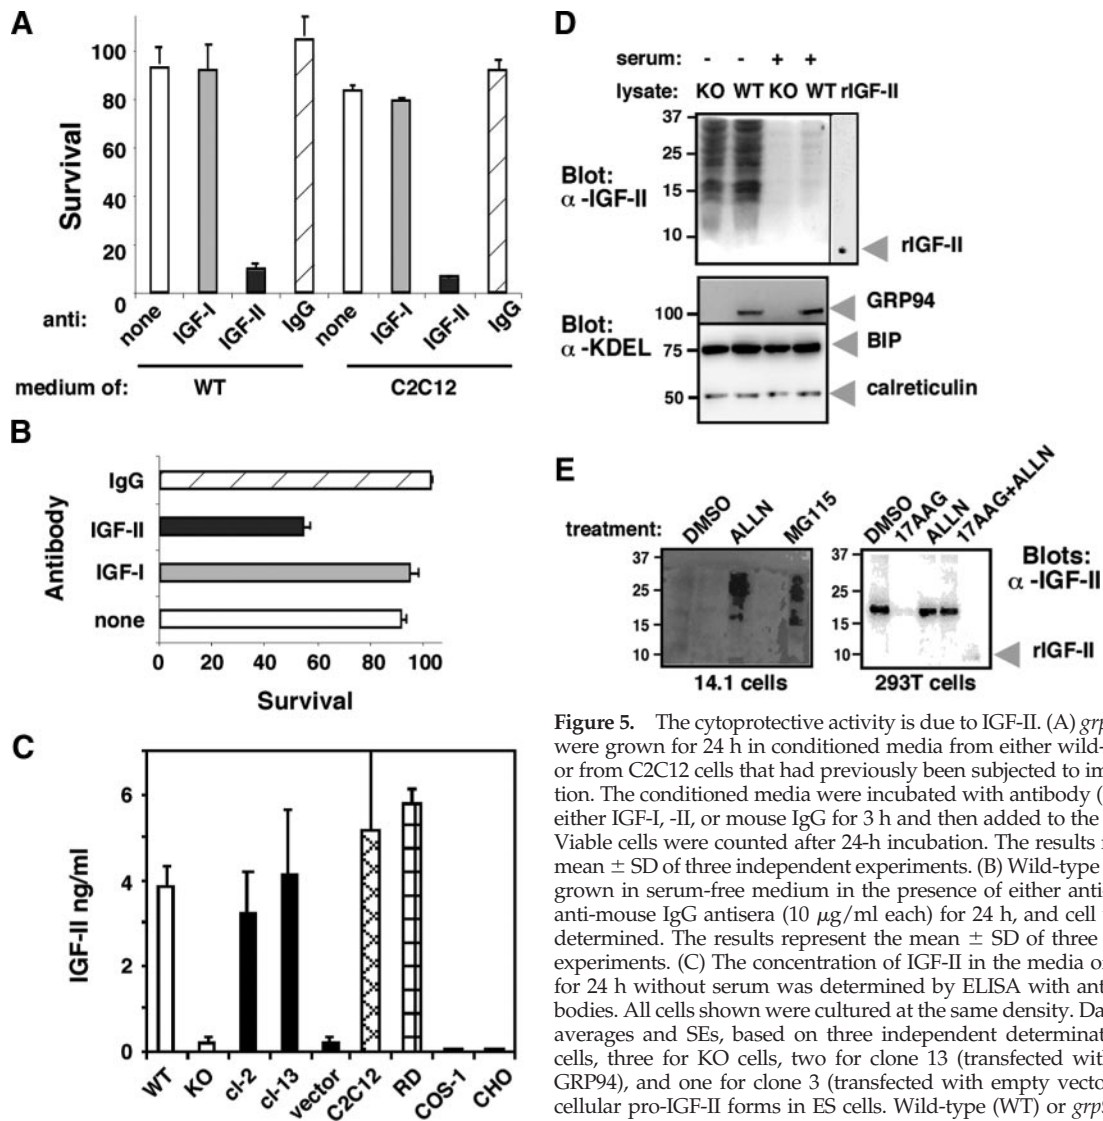 A
Survival
100
80
60
40
20
0
anti: none IGF-I IGF-II IgG none IGF-I IGF-II IgG
medium of: WT C2C12
B
Antibody
IgG
IGF-II
IGF-I
none
0 20 40 60 80 100
Survival
C
IGF-II ng/ml
6
4
2
0
WT KO cl-2 cl-13 vector C2C12 RD COS-1 CHO
D
serum: - - + +
lysate: KO WT KO WT rIGF-II
Blot:
α-IGF-II
37
25
15
10
rIGF-II
Blot:
α-KDEL
100
75
50
GRP94
BIP
calreticulin
E
treatment: DMSO ALLN MG115
37
25
15
10
14.1 cells
DMSO 17AAG ALLN 17AAG+ALLN
37
25
15
10
293T cells
Blots:
α-IGF-II
rIGF-II
Figure 5. The cytoprotective activity is due to IGF-II. (A) grp
were grown for 24 h in conditioned media from either wild-
or from C2C12 cells that had previously been subjected to im
tion. The conditioned media were incubated with antibody (
either IGF-I, -II, or mouse IgG for 3 h and then added to the
Viable cells were counted after 24-h incubation. The results r
mean ± SD of three independent experiments. (B) Wild-type
grown in serum-free medium in the presence of either anti-
anti-mouse IgG antisera (10 μg/ml each) for 24 h, and cell
determined. The results represent the mean ± SD of three
experiments. (C) The concentration of IGF-II in the media o
for 24 h without serum was determined by ELISA with ant
bodies. All cells shown were cultured at the same density. Da
averages and SEs, based on three independent determinat
cells, three for KO cells, two for clone 13 (transfected with
GRP94), and one for clone 3 (transfected with empty vecto
cellular pro-IGF-II forms in ES cells. Wild-type (WT) or grp